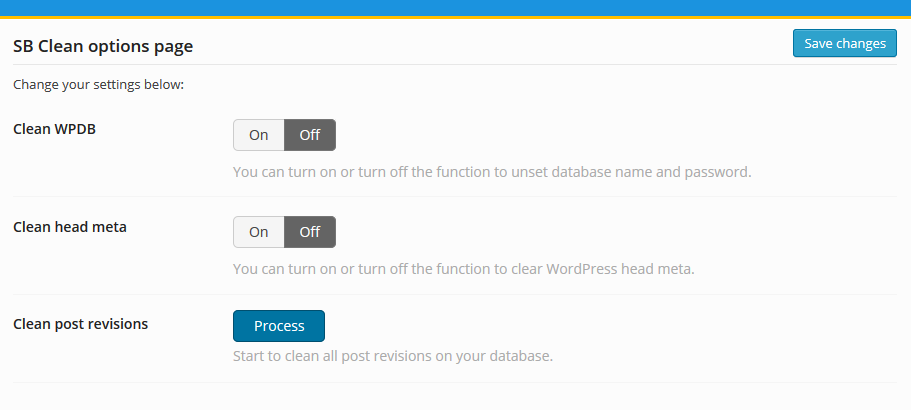 SB Clean options page
Save changes
Change your settings below:
Clean WPDB
On Off
You can turn on or turn off the function to unset database name and password.
Clean head meta
On Off
You can turn on or turn off the function to clear WordPress head meta.
Clean post revisions
Process
Start to clean all post revisions on your database.